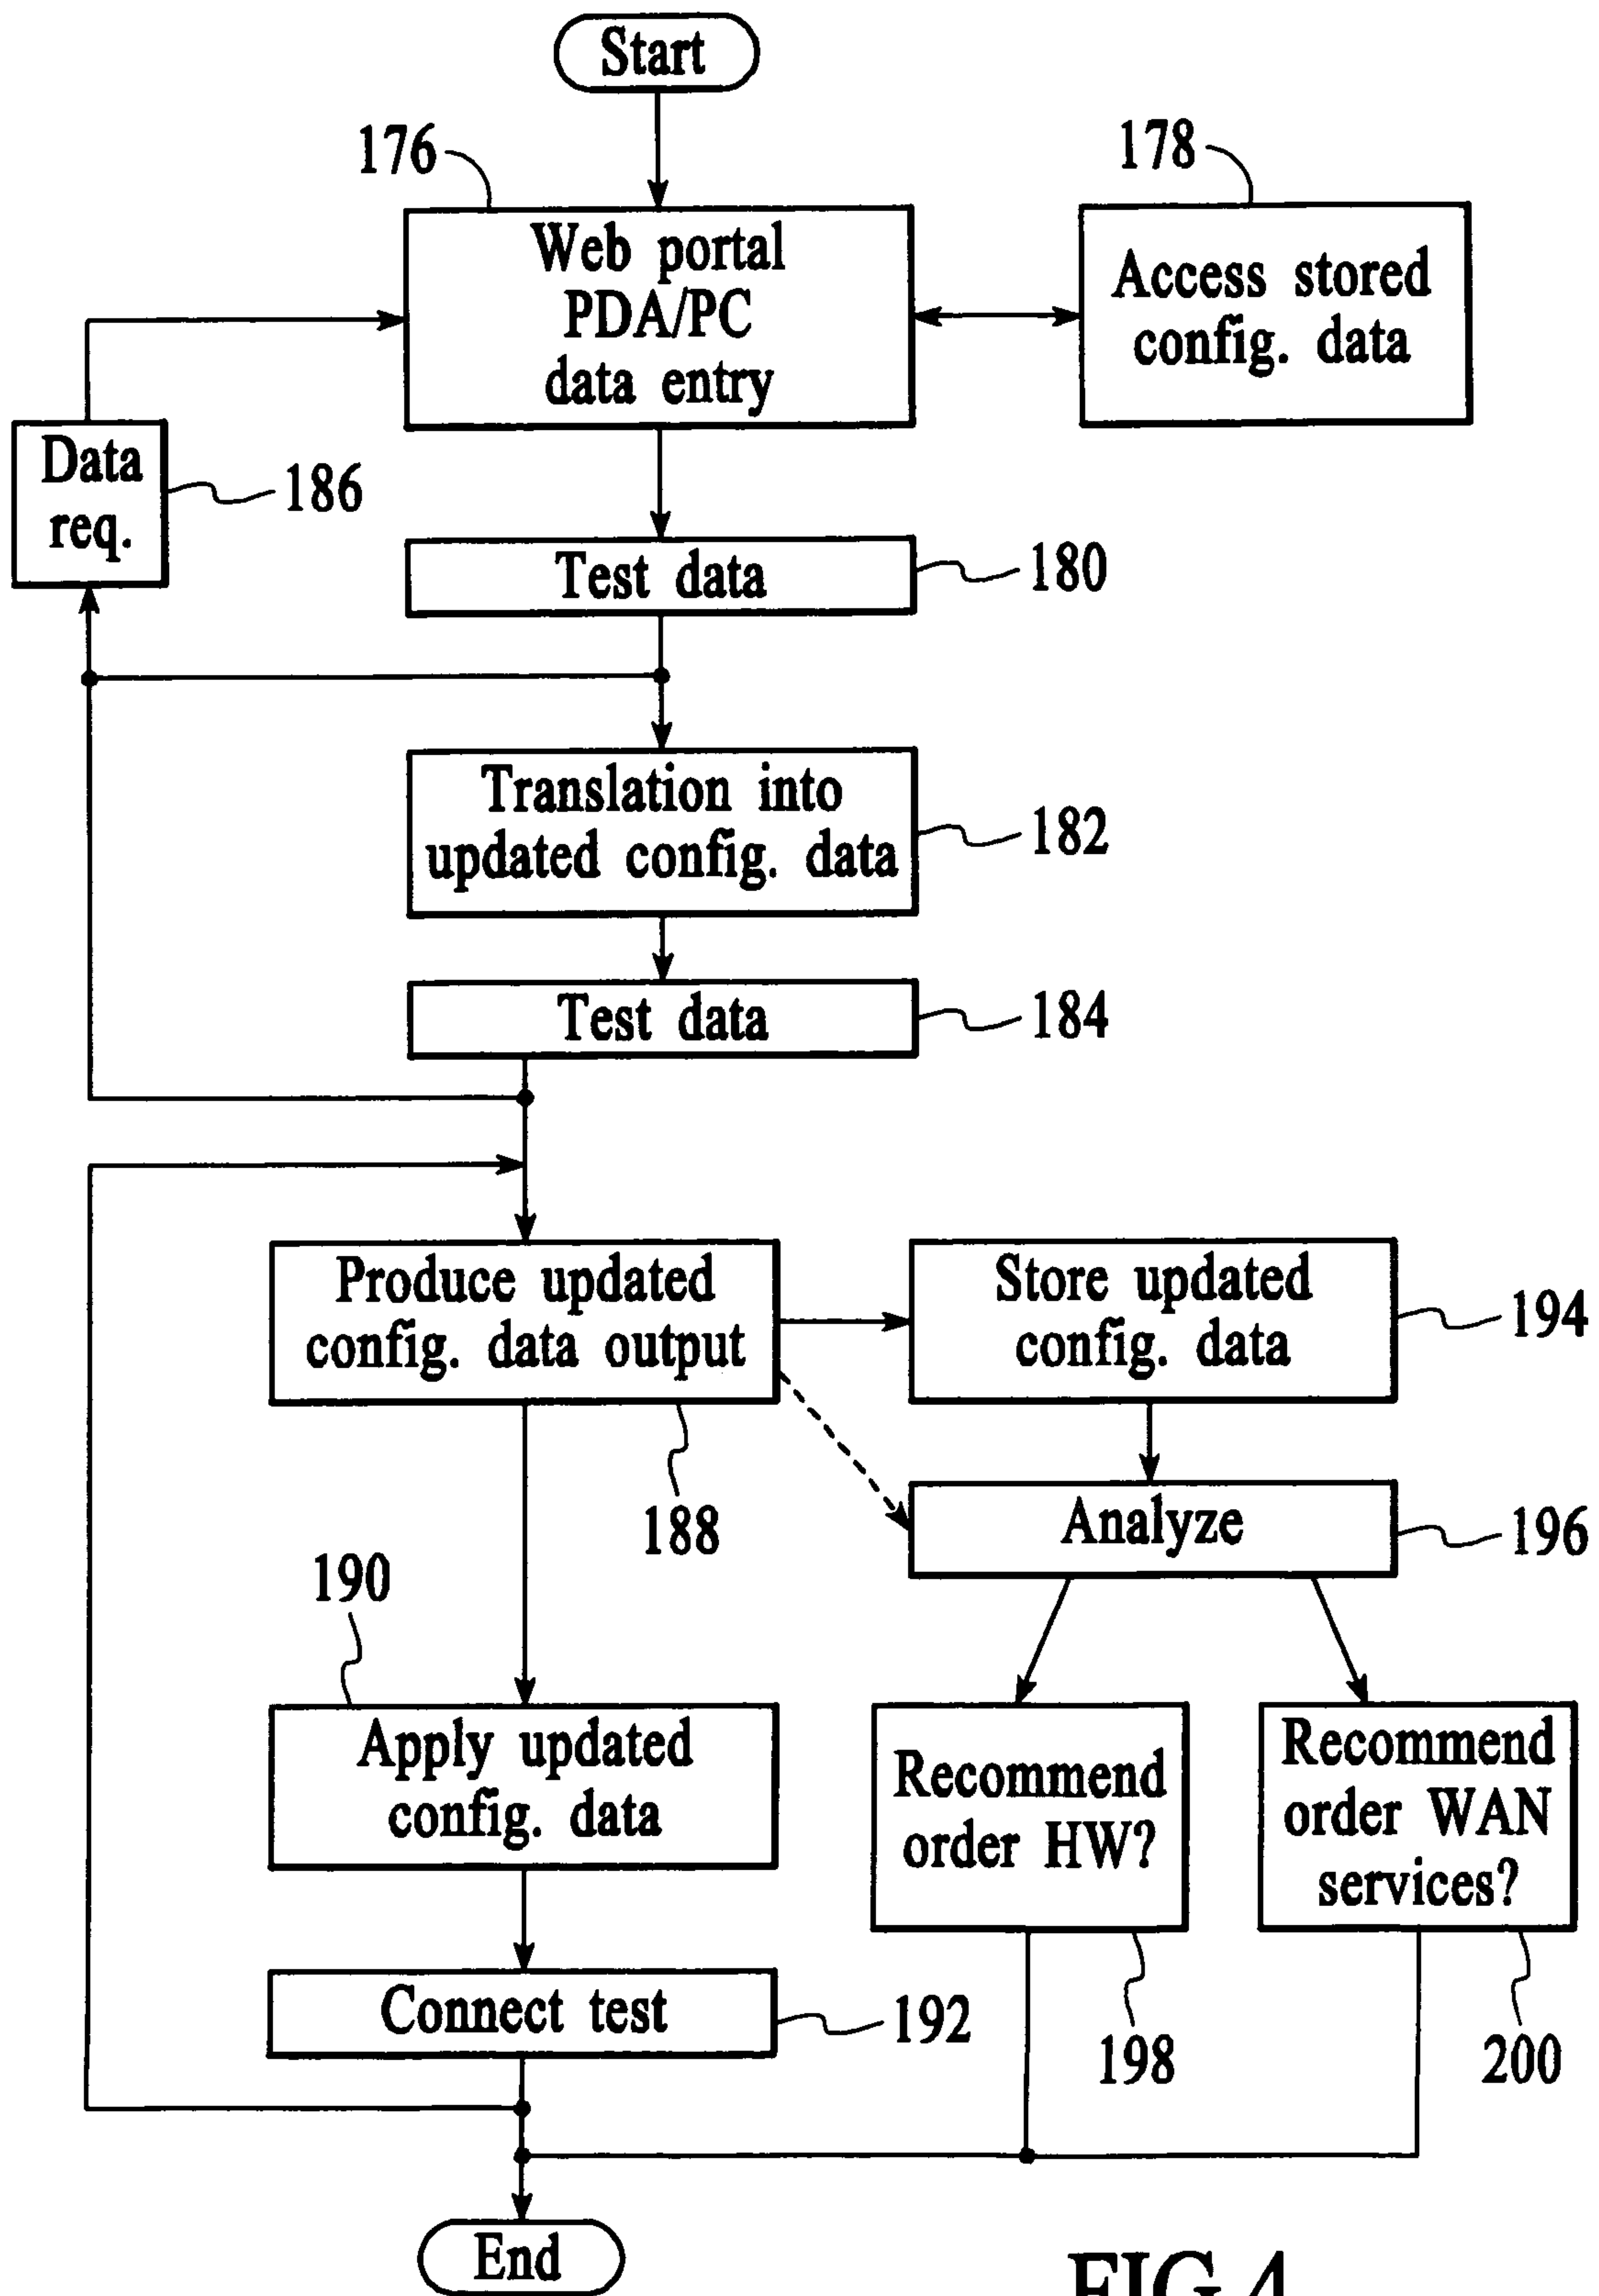 Start
176
178
Web portal
PDA/PC
data entry
Access stored
config. data
Data
req.
186
Test data
180
Translation into
updated config. data
182
Test data
184
Produce updated
config. data output
188
Store updated
config. data
194
Analyze
196
190
Apply updated
config. data
Recommend
order HW?
Recommend
order WAN
services?
Connect test
192
198
200
End
FIG.4